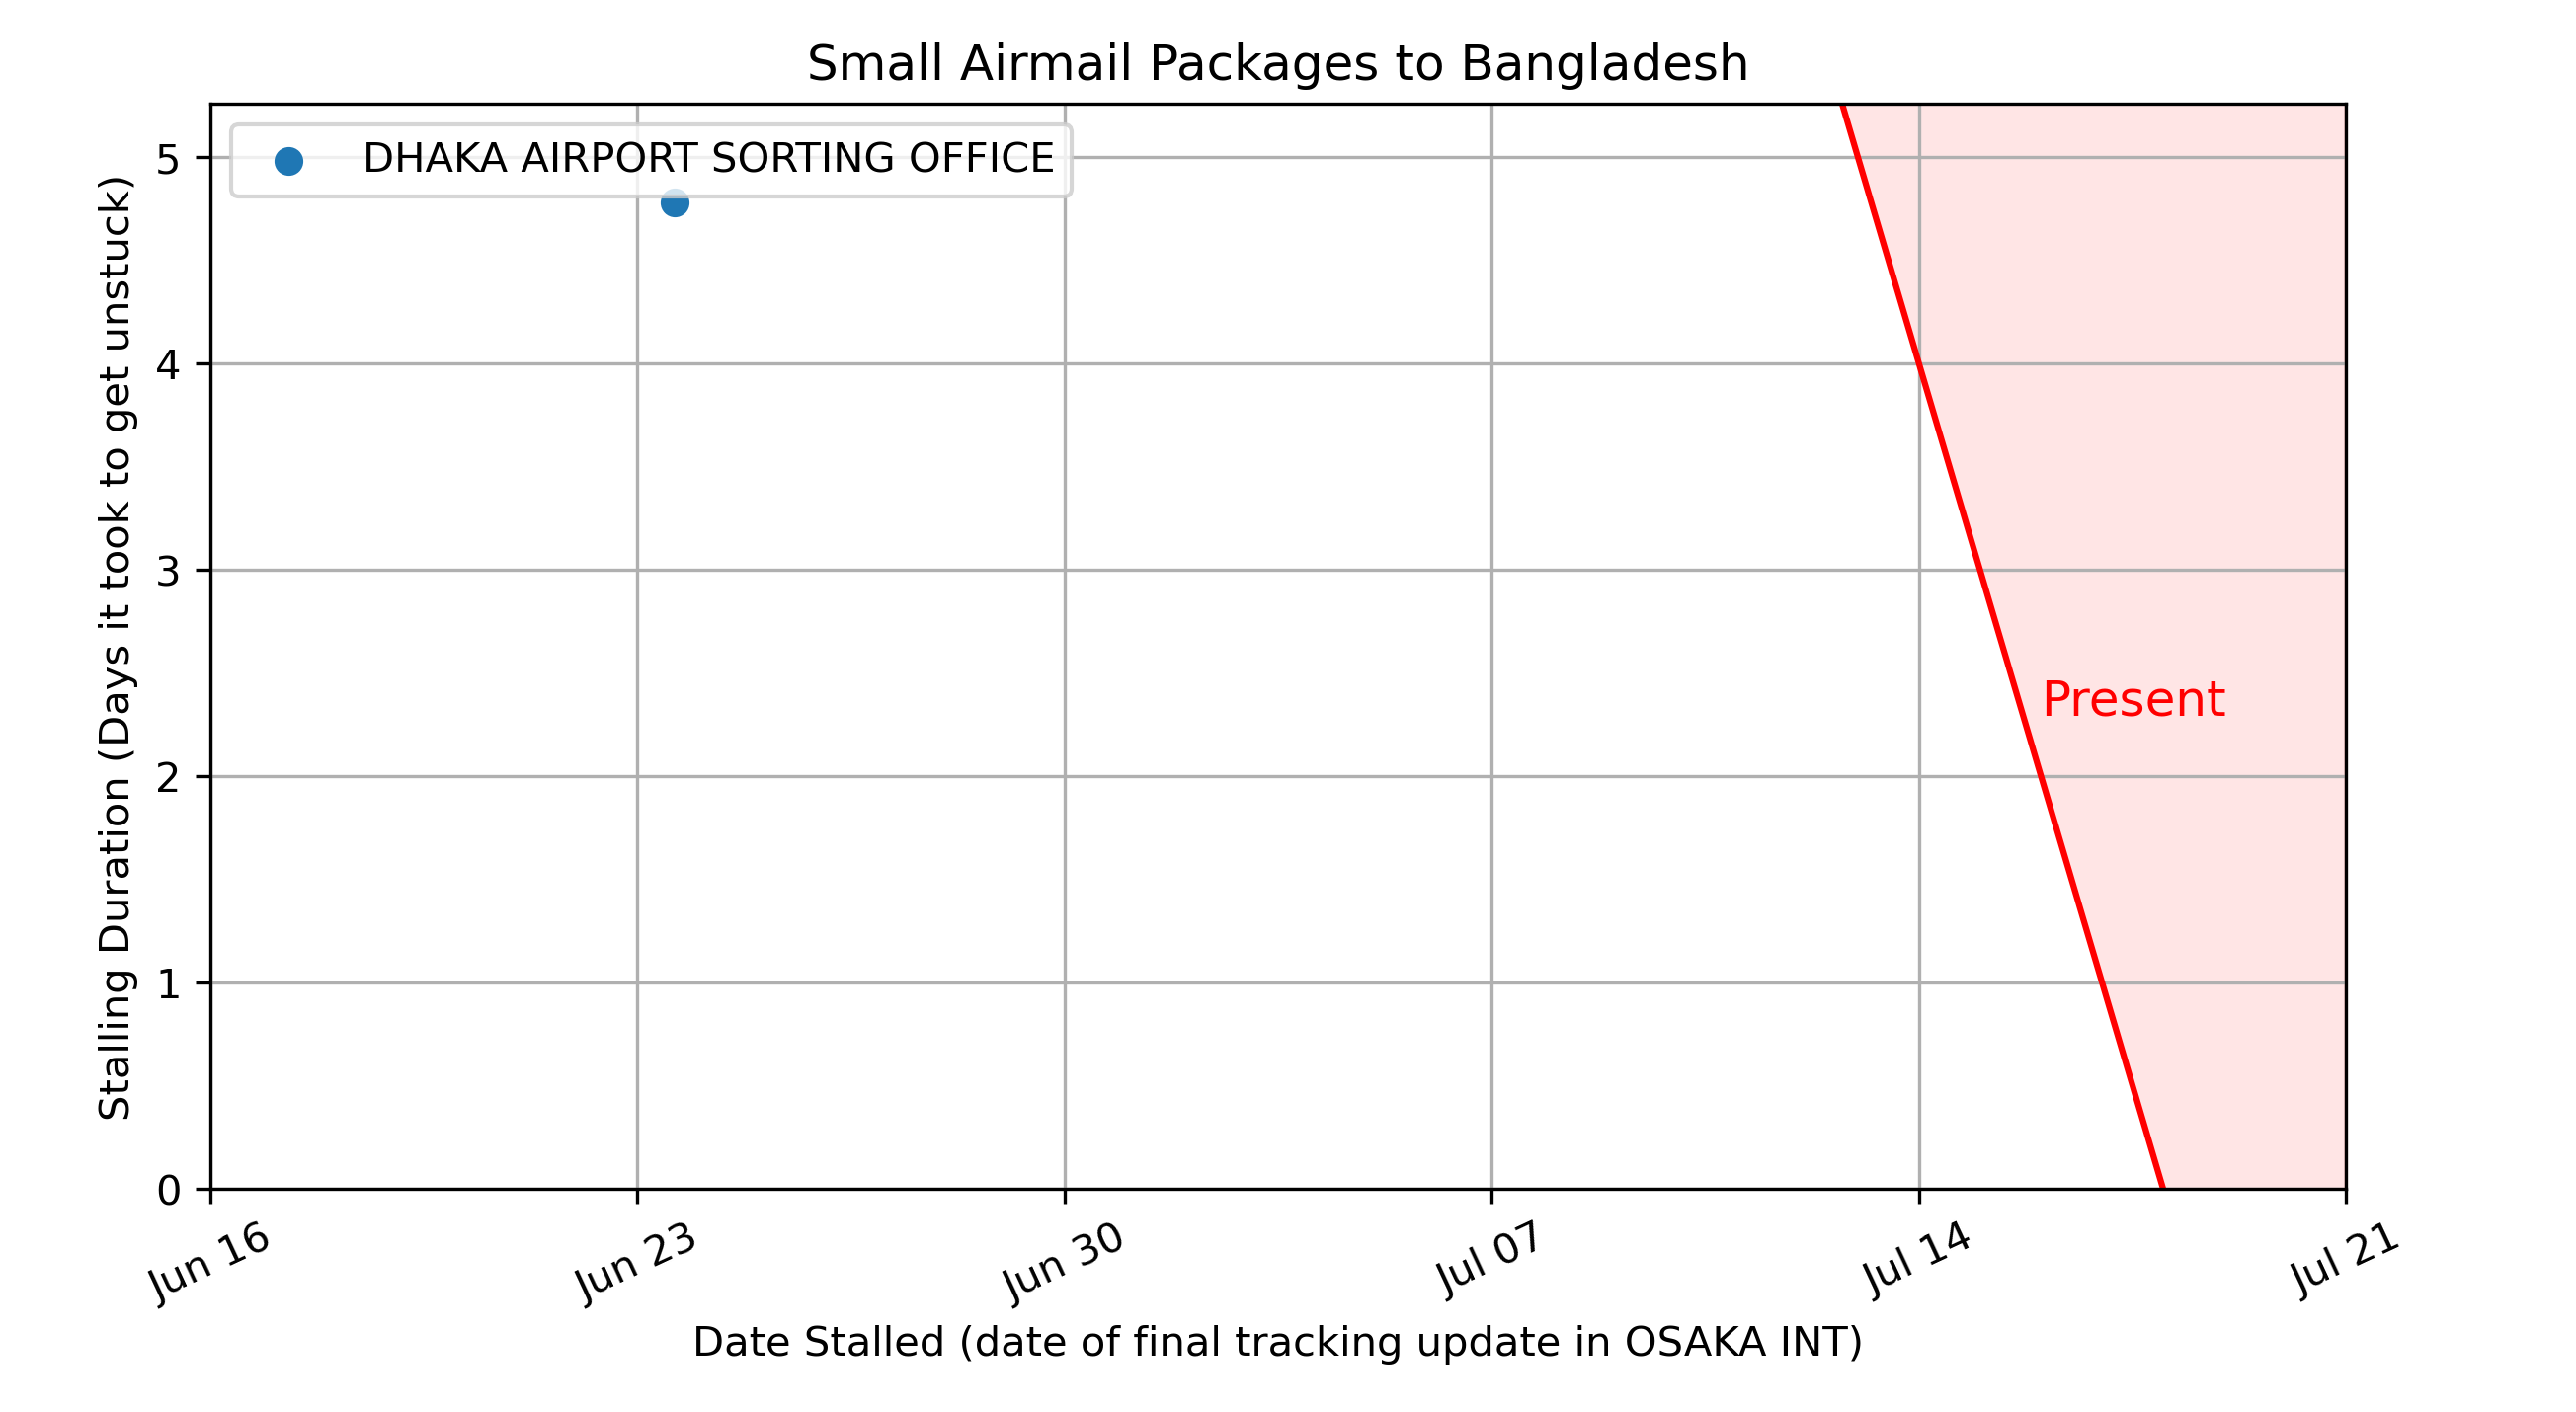 Small Airmail Packages to Bangladesh
DHAKA AIRPORT SORTING OFFICE
Stalling Duration (Days it took to get unstuck)
5
4
3
2
1
0
Present
Jun 16
Jun 23
Jun 30
Jul 07
Jul 14
Jul 21
Date Stalled (date of final tracking update in OSAKA INT)